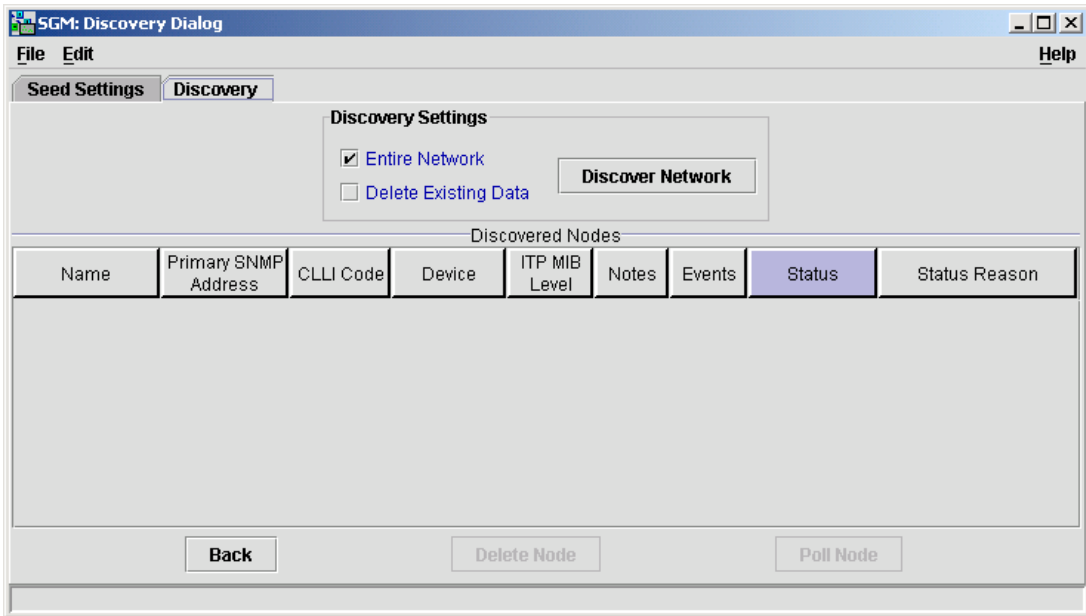 SGM: Discovery Dialog
File Edit Help
Seed Settings Discovery
Discovery Settings
Entire Network
Delete Existing Data
Discover Network
Discovered Nodes
Name
Primary SNMP
Address
CLLI Code
Device
ITP MIB
Level
Notes
Events
Status
Status Reason
Back
Delete Node
Poll Node